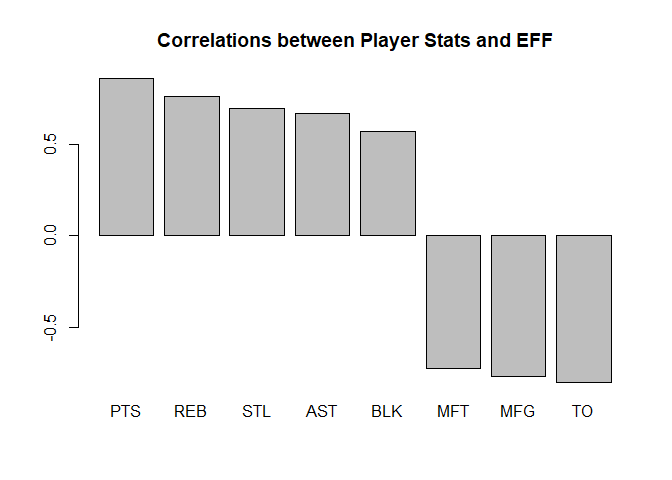 Correlations between Player Stats and EFF
0.5
0.0
-0.5
PTS REB STL AST BLK MFT MFG TO